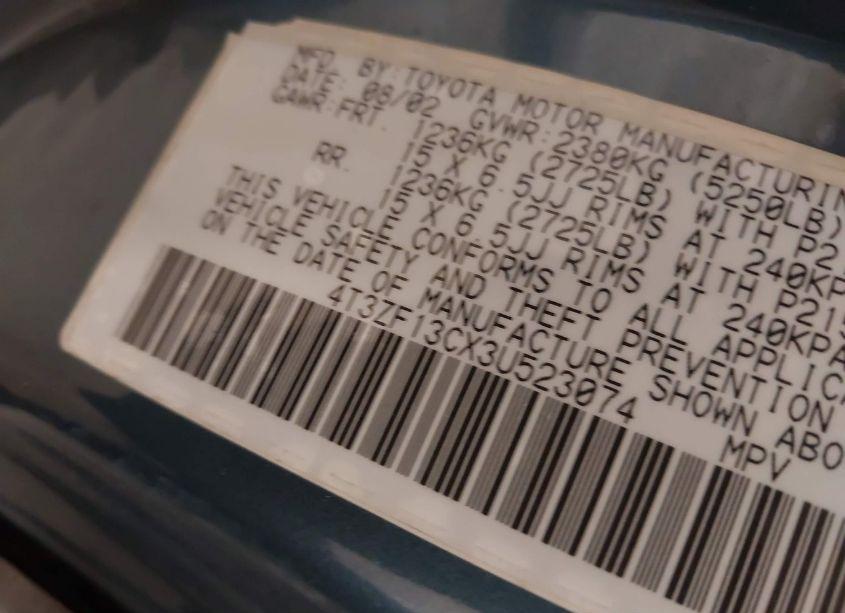 MFD. BY:TOYOTA MOTOR MANUFACTURIN
DATE: 08/02 GVWR:2380KG (5250LB)
GAWR:FRT. 1236KG (2725LB) WITH P21
15 X 6.5JJ RIMS AT 240KPA
RR. 1236KG (2725LB) WITH P215
15 X 6.5JJ RIMS AT 240KPA
THIS VEHICLE CONFORMS TO ALL APPLICA
VEHICLE SAFETY AND THEFT PREVENTION
ON THE DATE OF MANUFACTURE SHOWN ABO
4T3ZF13CX3U523074 MPV